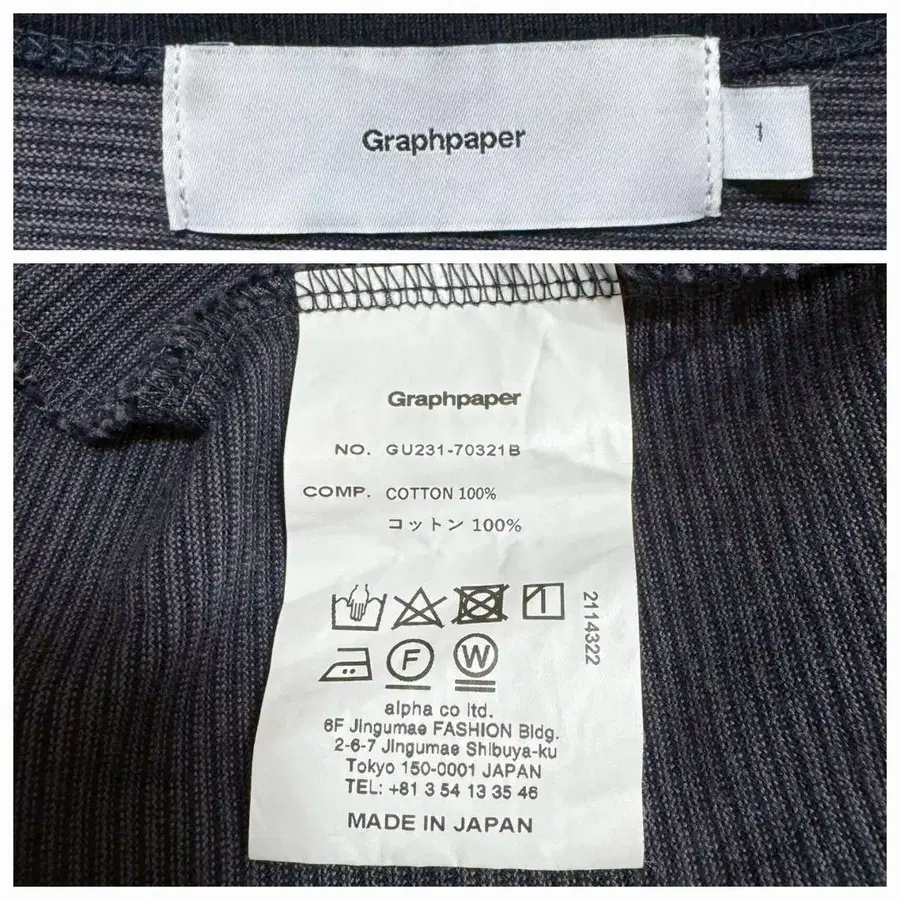 Graphpaper
1
Graphpaper
NO. GU231-70321B
COMP. COTTON 100%
コットン 100%
2114322
F W
alpha co ltd.
6F Jingumae FASHION Bldg.
2-6-7 Jingumae Shibuya-ku
Tokyo 150-0001 JAPAN
TEL: +81 3 54 13 35 46
MADE IN JAPAN